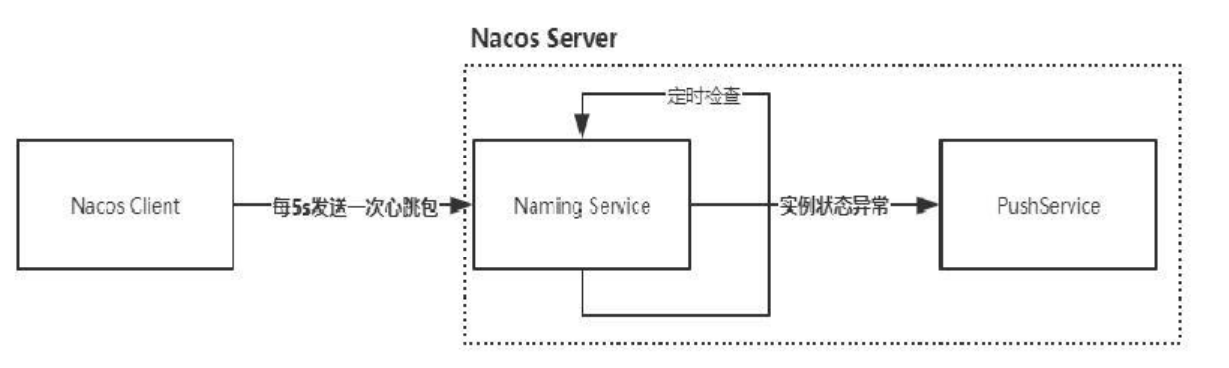 Nacos Server
定时检查
Nacos Client
每5s发送一次心跳包
Naming Service
实例状态异常
PushService